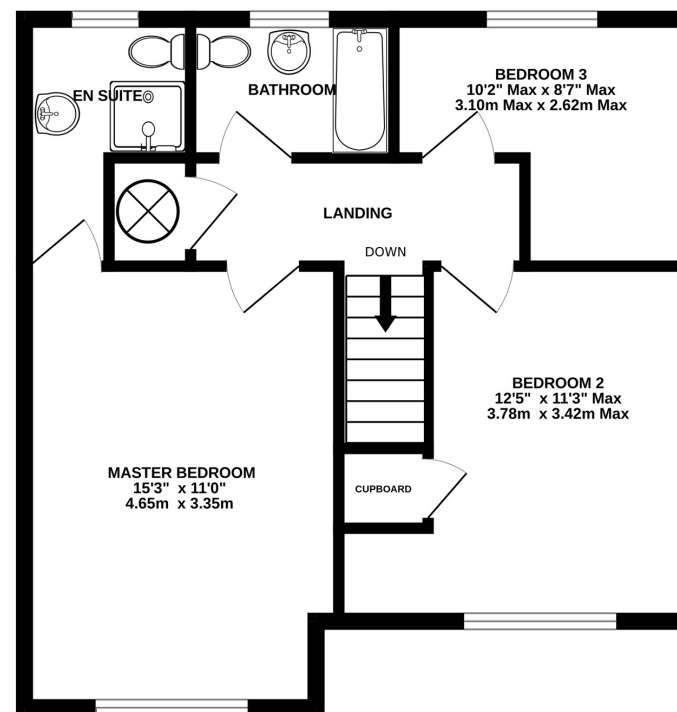 EN SUITE
BATHROOM
BEDROOM 3
10'2" Max x 8'7" Max
3.10m Max x 2.62m Max
LANDING
DOWN
BEDROOM 2
12'5" x 11'3" Max
3.78m x 3.42m Max
MASTER BEDROOM
15'3" x 11'0"
4.65m x 3.35m
CUPBOARD